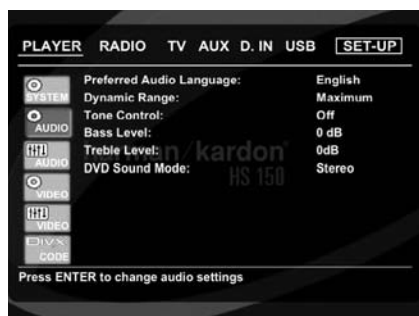 PLAYER RADIO TV AUX D. IN USB SET-UP
SYSTEM
AUDIO
AUDIO
VIDEO
VIDEO
DIVX
CODE
Preferred Audio Language: English
Dynamic Range: Maximum
Tone Control: Off
Bass Level: 0 dB
Treble Level: 0dB
DVD Sound Mode: Stereo
harman/kardon
HS 150
Press ENTER to change audio settings